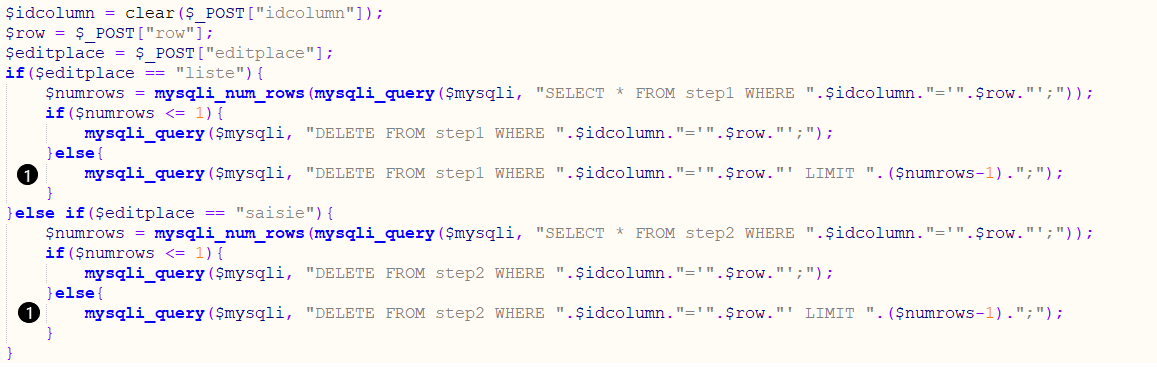 $idcolumn = clear($_POST["idcolumn"]);
$row = $_POST["row"];
$editplace = $_POST["editplace"];
if($editplace == "liste"){
    $numrows = mysqli_num_rows(mysqli_query($mysqli, "SELECT * FROM step1 WHERE ".$idcolumn."='".$row."';"));
    if($numrows <= 1){
        mysqli_query($mysqli, "DELETE FROM step1 WHERE ".$idcolumn."='".$row."';");
    }else{
1        mysqli_query($mysqli, "DELETE FROM step1 WHERE ".$idcolumn."='".$row."' LIMIT ".($numrows-1).";");
    }
}else if($editplace == "saisie"){
    $numrows = mysqli_num_rows(mysqli_query($mysqli, "SELECT * FROM step2 WHERE ".$idcolumn."='".$row."';"));
    if($numrows <= 1){
        mysqli_query($mysqli, "DELETE FROM step2 WHERE ".$idcolumn."='".$row."';");
    }else{
1        mysqli_query($mysqli, "DELETE FROM step2 WHERE ".$idcolumn."='".$row."' LIMIT ".($numrows-1).";");
    }
}